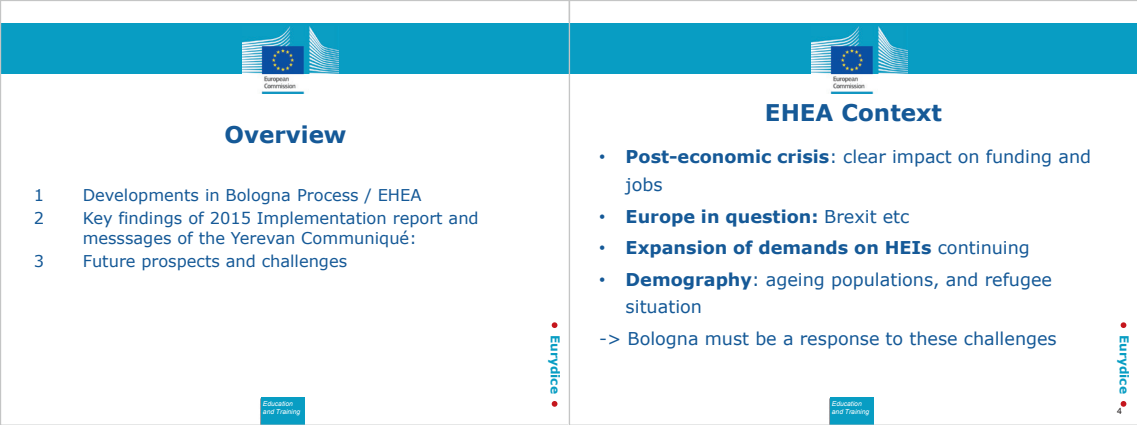 European
Commission
Overview
1 Developments in Bologna Process / EHEA
2 Key findings of 2015 Implementation report and
messsages of the Yerevan Communiqué:
3 Future prospects and challenges
Eurydice
Education
and Training
European
Commission
EHEA Context
• Post-economic crisis: clear impact on funding and
jobs
• Europe in question: Brexit etc
• Expansion of demands on HEIs continuing
• Demography: ageing populations, and refugee
situation
-> Bologna must be a response to these challenges
Eurydice
Education
and Training
4